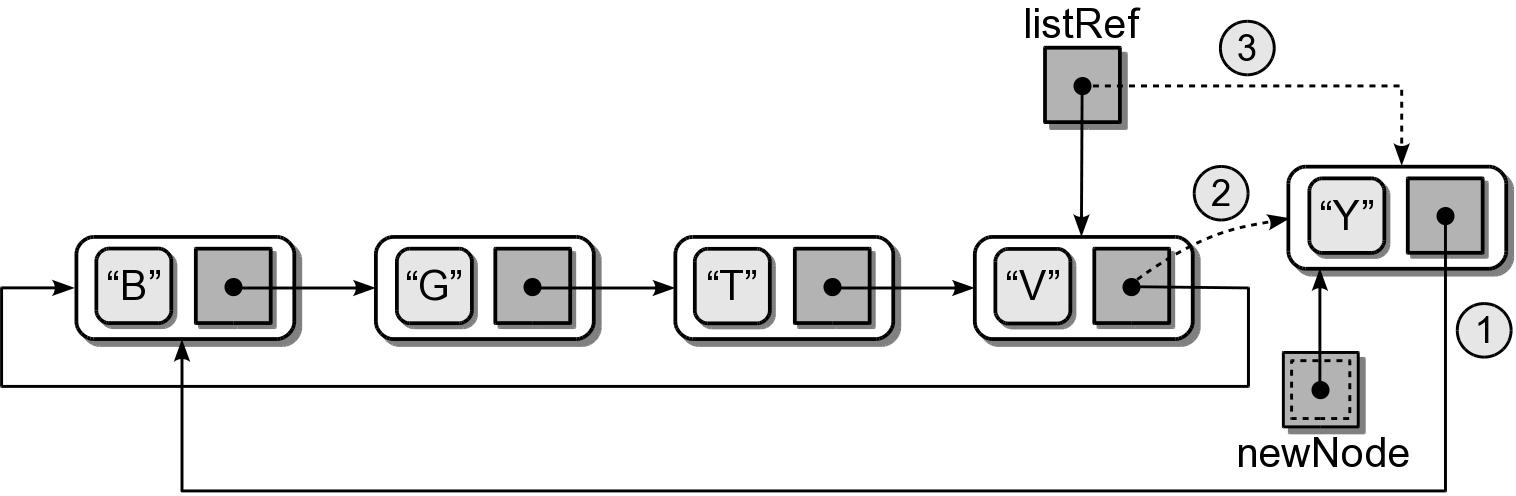 listRef
3
2
“Y”
“B”
“G”
“T”
“V”
1
newNode